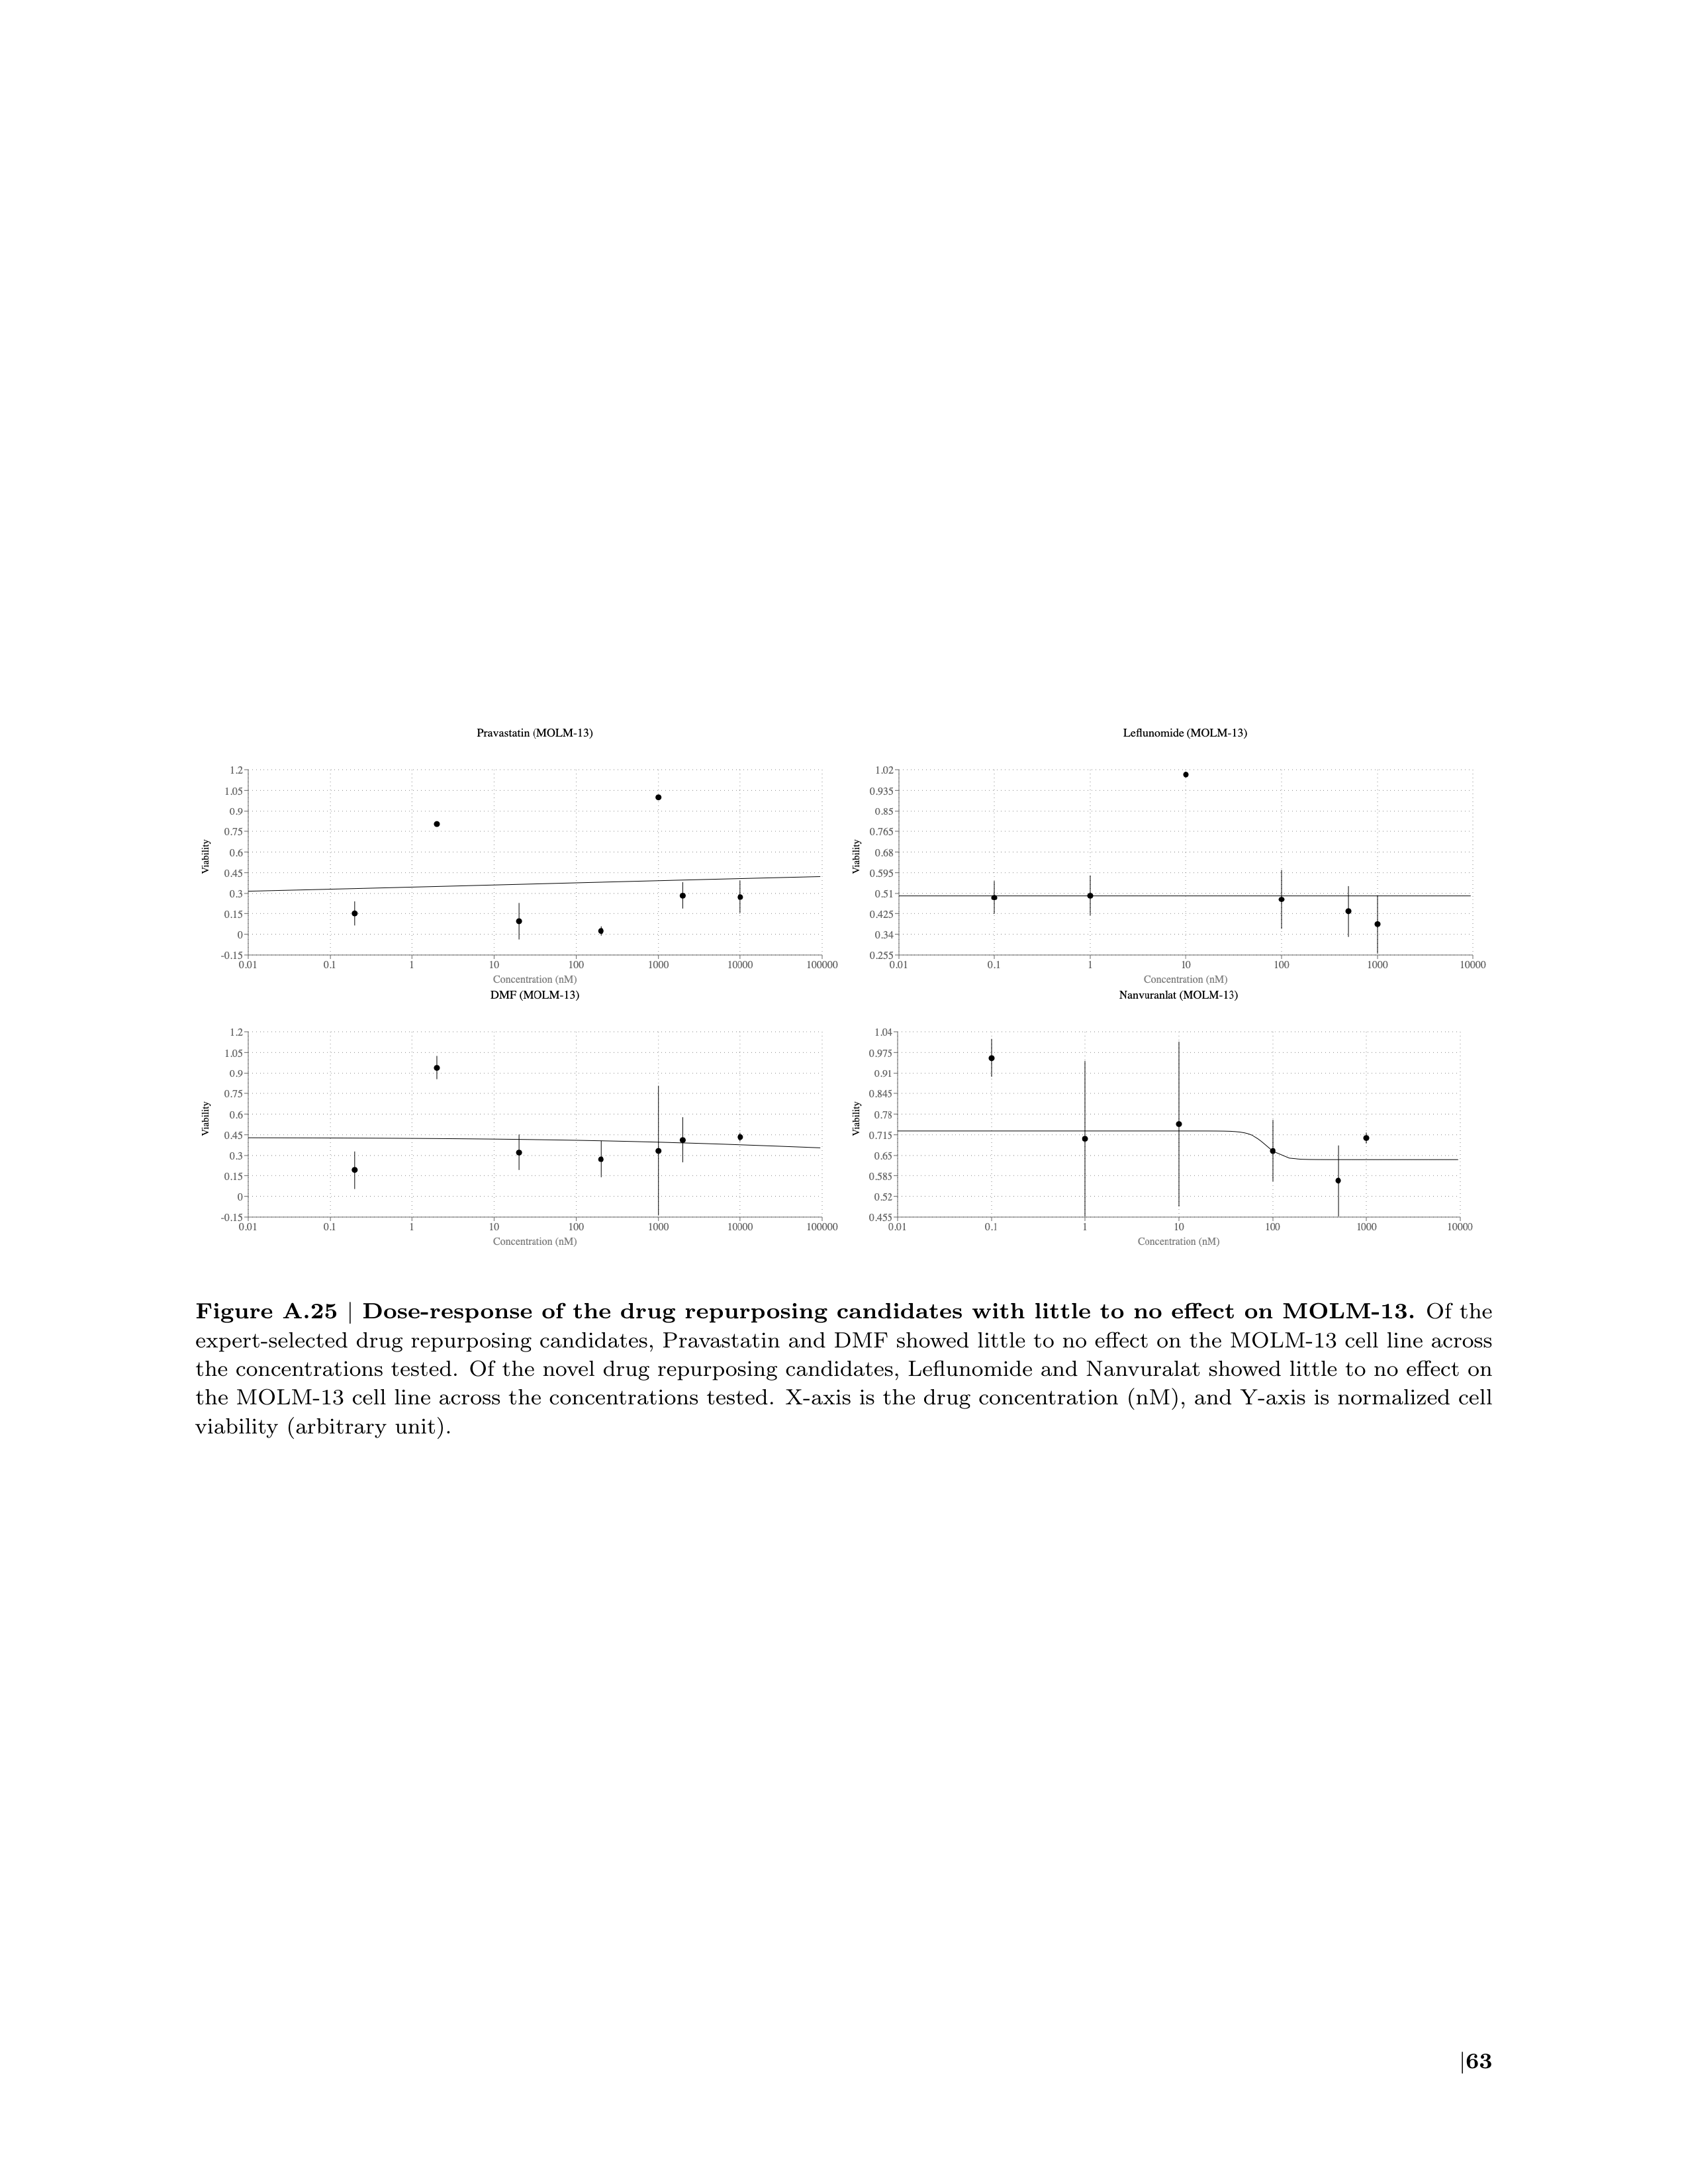 Pravastatin (MOLM-13)
1.2
1.05
0.9
0.75
0.6
0.45
0.3
0.15
0
-0.15
Viability
0.01 0.1 1 10 100 1000 10000 100000
Concentration (nM)
Leflunomide (MOLM-13)
1.02
0.935
0.85
0.765
0.68
0.595
0.51
0.425
0.34
0.255
Viability
0.01 0.1 1 10 100 1000 10000
Concentration (nM)
DMF (MOLM-13)
1.2
1.05
0.9
0.75
0.6
0.45
0.3
0.15
0
-0.15
Viability
0.01 0.1 1 10 100 1000 10000 100000
Concentration (nM)
Nanvuranlat (MOLM-13)
1.04
0.975
0.91
0.845
0.78
0.715
0.65
0.585
0.52
0.455
Viability
0.01 0.1 1 10 100 1000 10000
Concentration (nM)
Figure A.25 | Dose-response of the drug repurposing candidates with little to no effect on MOLM-13. Of the
expert-selected drug repurposing candidates, Pravastatin and DMF showed little to no effect on the MOLM-13 cell line across
the concentrations tested. Of the novel drug repurposing candidates, Leflunomide and Nanvuralat showed little to no effect on
the MOLM-13 cell line across the concentrations tested. X-axis is the drug concentration (nM), and Y-axis is normalized cell
viability (arbitrary unit).
|63